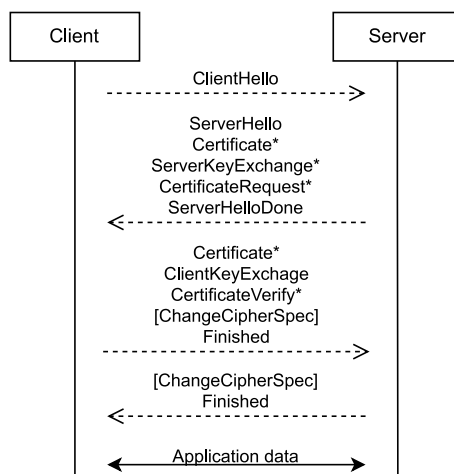 Client
Server
ClientHello
ServerHello
Certificate*
ServerKeyExchange*
CertificateRequest*
ServerHelloDone
Certificate*
ClientKeyExchage
CertificateVerify*
[ChangeCipherSpec]
Finished
[ChangeCipherSpec]
Finished
Application data